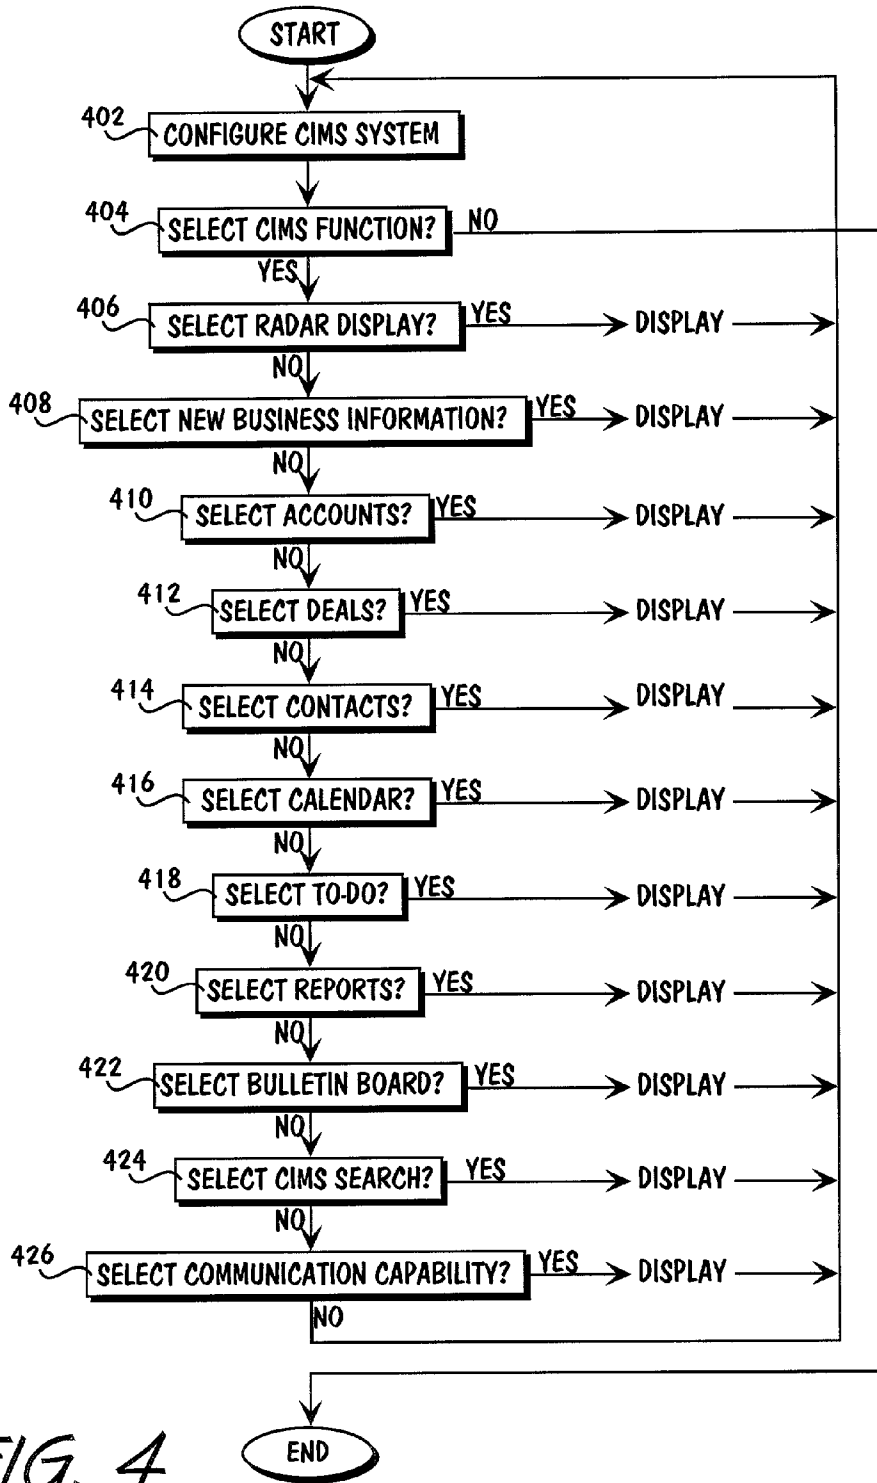 START
402
CONFIGURE CIMS SYSTEM
404
SELECT CIMS FUNCTION?
NO
YES
406
SELECT RADAR DISPLAY?
YES
DISPLAY
NO
408
SELECT NEW BUSINESS INFORMATION?
YES
DISPLAY
NO
410
SELECT ACCOUNTS?
YES
DISPLAY
NO
412
SELECT DEALS?
YES
DISPLAY
NO
414
SELECT CONTACTS?
YES
DISPLAY
NO
416
SELECT CALENDAR?
YES
DISPLAY
NO
418
SELECT TO-DO?
YES
DISPLAY
NO
420
SELECT REPORTS?
YES
DISPLAY
NO
422
SELECT BULLETIN BOARD?
YES
DISPLAY
NO
424
SELECT CIMS SEARCH?
YES
DISPLAY
NO
426
SELECT COMMUNICATION CAPABILITY?
YES
DISPLAY
NO
END
FIG. 4